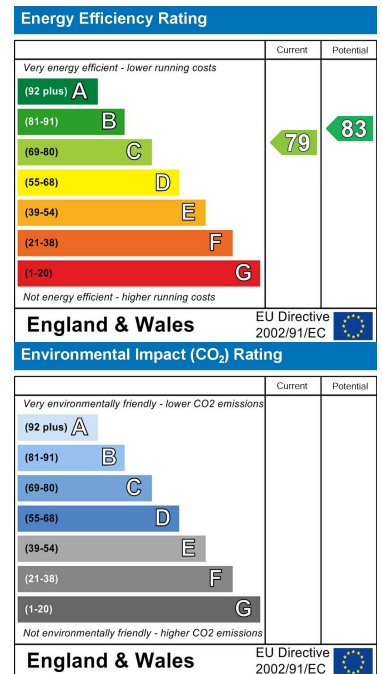 Energy Efficiency Rating
Current Potential
Very energy efficient - lower running costs
(92 plus) A
(81-91) B
(69-80) C
79
83
(55-68) D
(39-54) E
(21-38) F
(1-20) G
Not energy efficient - higher running costs
England & Wales
EU Directive
2002/91/EC
Environmental Impact (CO₂) Rating
Current Potential
Very environmentally friendly - lower CO2 emissions
(92 plus) A
(81-91) B
(69-80) C
(55-68) D
(39-54) E
(21-38) F
(1-20) G
Not environmentally friendly - higher CO2 emissions
England & Wales
EU Directive
2002/91/EC